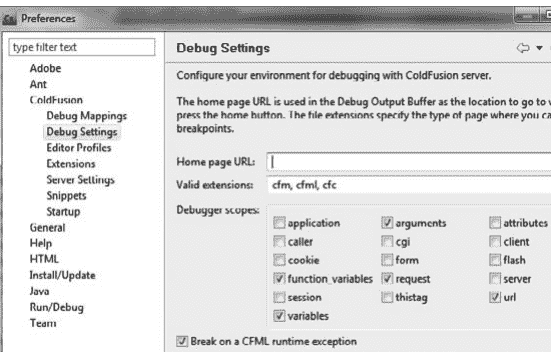 Preferences
type filter text
Adobe
Ant
ColdFusion
Debug Mappings
Debug Settings
Editor Profiles
Extensions
Server Settings
Snippets
Startup
General
Help
HTML
Install/Update
Java
Run/Debug
Team
Debug Settings
Configure your environment for debugging with ColdFusion server.
The home page URL is used in the Debug Output Buffer as the location to go to
press the home button. The file extensions specify the type of page where you ca
breakpoints.
Home page URL:
Valid extensions: cfm, cfml, cfc
Debugger scopes:
application arguments attributes
caller cgi client
cookie form flash
function_variables request server
session thistag url
variables
Break on a CFML runtime exception